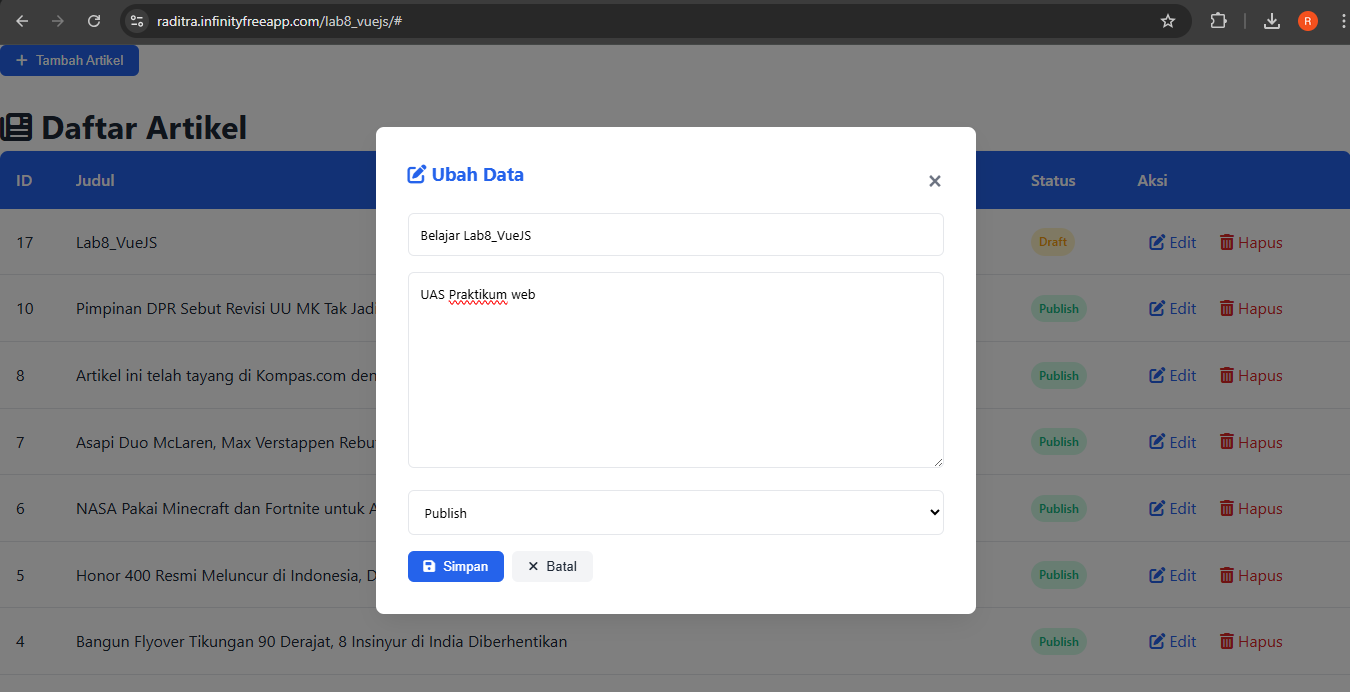 raditra.infinityfreeapp.com/lab8_vuejs/#
R
+ Tambah Artikel
Daftar Artikel
Ubah Data
×
ID Judul Status Aksi
Belajar Lab8_VueJS
17 Lab8_VueJS Draft Edit Hapus
UAS Praktikum web
10 Pimpinan DPR Sebut Revisi UU MK Tak Jadi Publish Edit Hapus
8 Artikel ini telah tayang di Kompas.com den Publish Edit Hapus
7 Asapi Duo McLaren, Max Verstappen Rebu Publish Edit Hapus
6 NASA Pakai Minecraft dan Fortnite untuk A Publish Edit Hapus
Publish
5 Honor 400 Resmi Meluncur di Indonesia, D Publish Edit Hapus
Simpan × Batal
4 Bangun Flyover Tikungan 90 Derajat, 8 Insinyur di India Diberhentikan Publish Edit Hapus